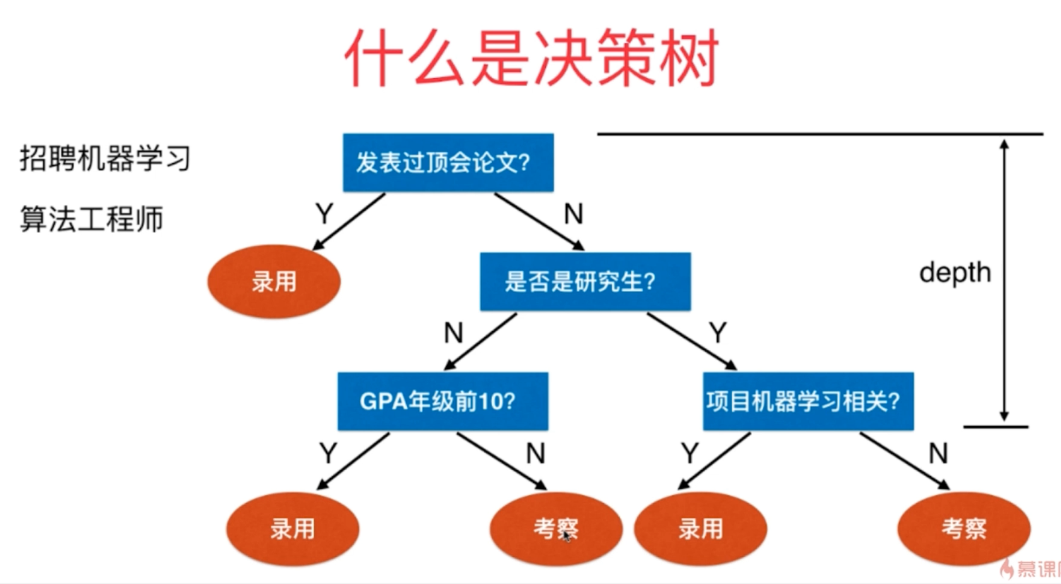 什么是决策树
招聘机器学习
算法工程师
发表过顶会论文?
Y
N
录用
是否是研究生?
depth
N
Y
GPA年级前10?
项目机器学习相关?
Y
N
Y
N
录用
考察
录用
考察
慕课